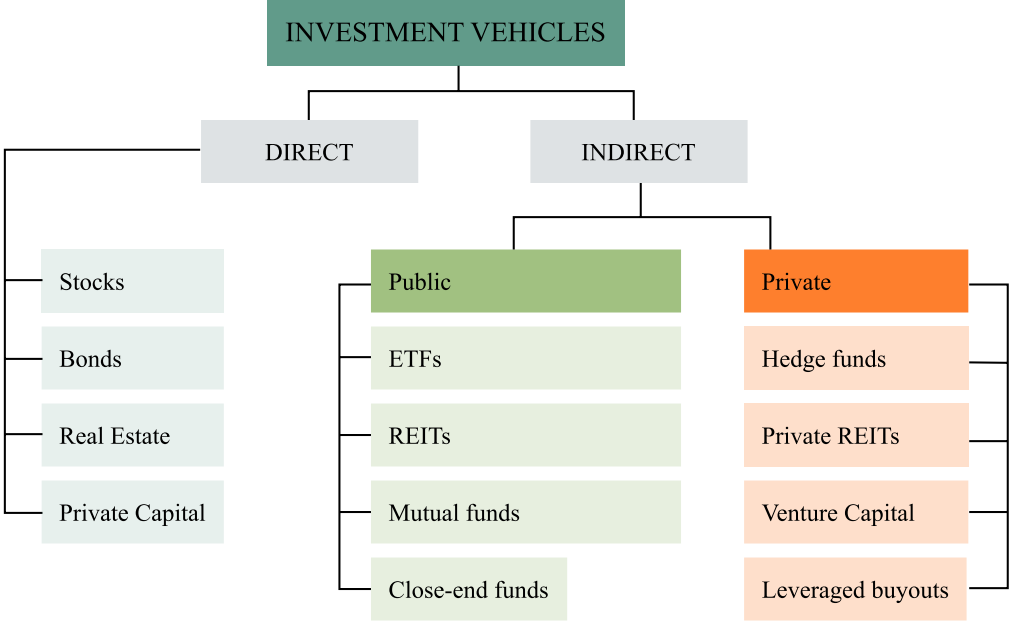 INVESTMENT VEHICLES
DIRECT
INDIRECT
Stocks
Bonds
Real Estate
Private Capital
Public
ETFs
REITs
Mutual funds
Close-end funds
Private
Hedge funds
Private REITs
Venture Capital
Leveraged buyouts